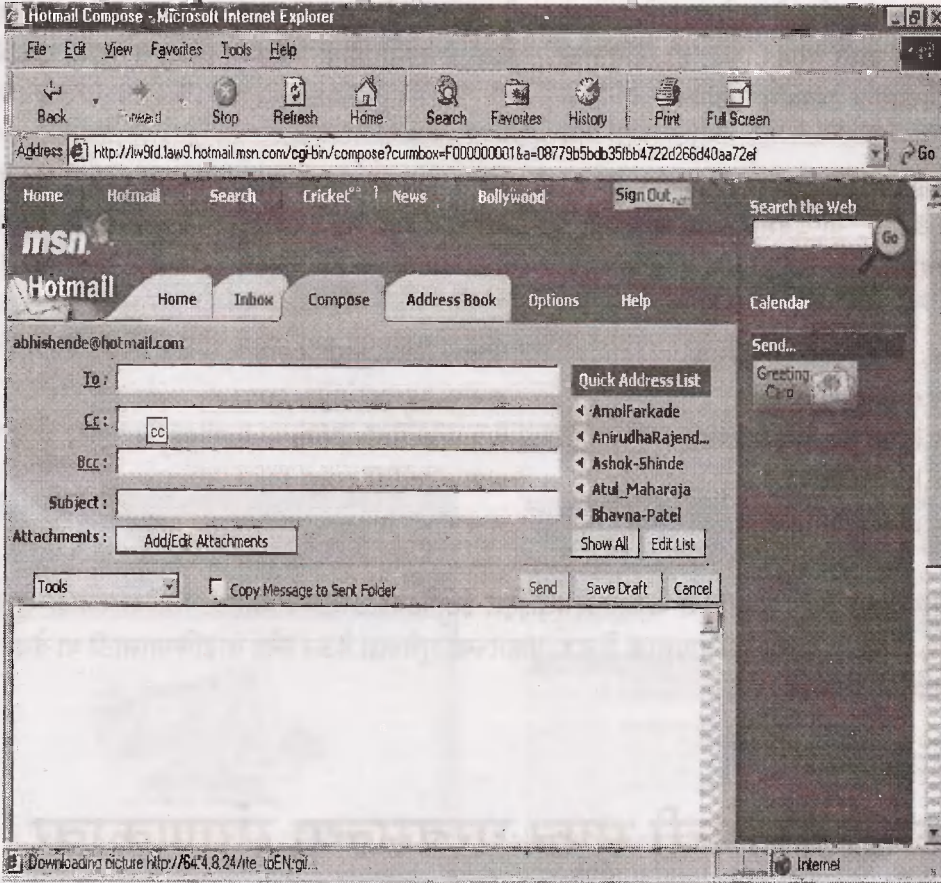 Hotmail Compose - Microsoft Internet Explorer
File Edit View Favorites Tools Help
Back Forward Stop Refresh Home Search Favorites History Print Full Screen
Address http://lw9fd.law9.hotmail.msn.com/cgi-bin/compose?curmbox=F000000001&a=08779b5bdb35fbb4722d266d40aa72ef Go
Home Hotmail Search Cricket News Bollywood Sign Out
Search the Web
msn Go
Hotmail Home Inbox Compose Address Book Options Help Calendar
abhishende@hotmail.com Send...
To: Quick Address List Greeting Card
Cc: AmolFarkade
cc AnirudhaRajend...
Bcc: Ashok-Shinde
Atul_Maharaja
Subject: Bhavna-Patel
Attachments: Add/Edit Attachments Show All Edit List
Tools Copy Message to Sent Folder Send Save Draft Cancel
Downloading picture http://64.4.8.24/ Internet